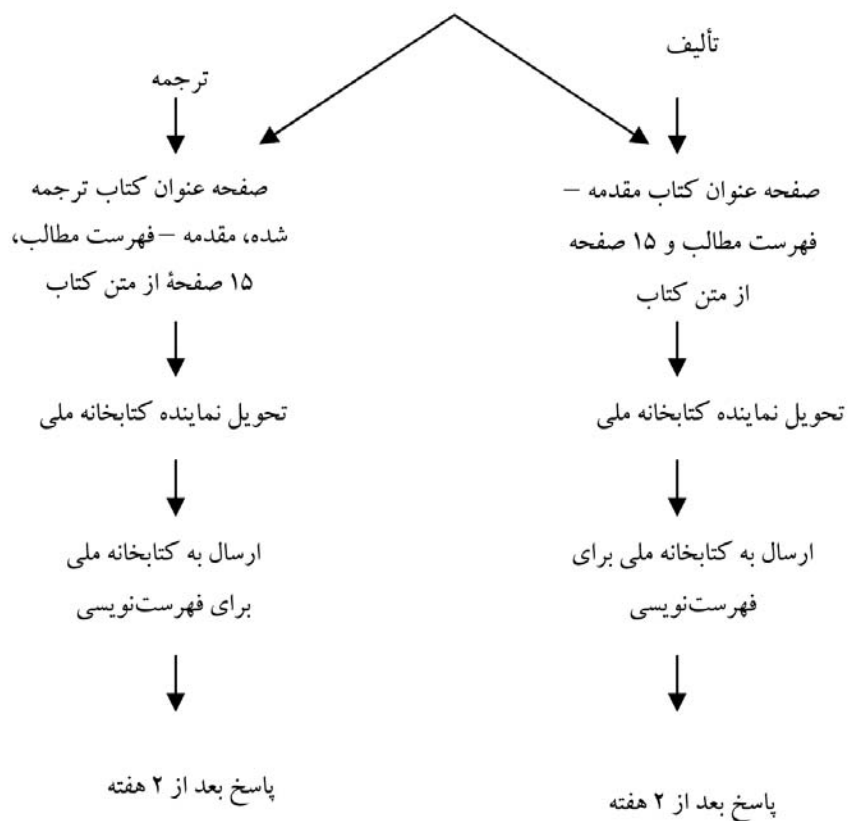 تألیف
صفحه عنوان کتاب مقدمه –
فهرست مطالب و ۱۵ صفحه
از متن کتاب
تحویل نماینده کتابخانه ملی
ارسال به کتابخانه ملی برای
فهرست‌نویسی
پاسخ بعد از ۲ هفته
ترجمه
صفحه عنوان کتاب ترجمه
شده، مقدمه – فهرست مطالب،
۱۵ صفحهٔ از متن کتاب
تحویل نماینده کتابخانه ملی
ارسال به کتابخانه ملی
برای فهرست‌نویسی
پاسخ بعد از ۲ هفته